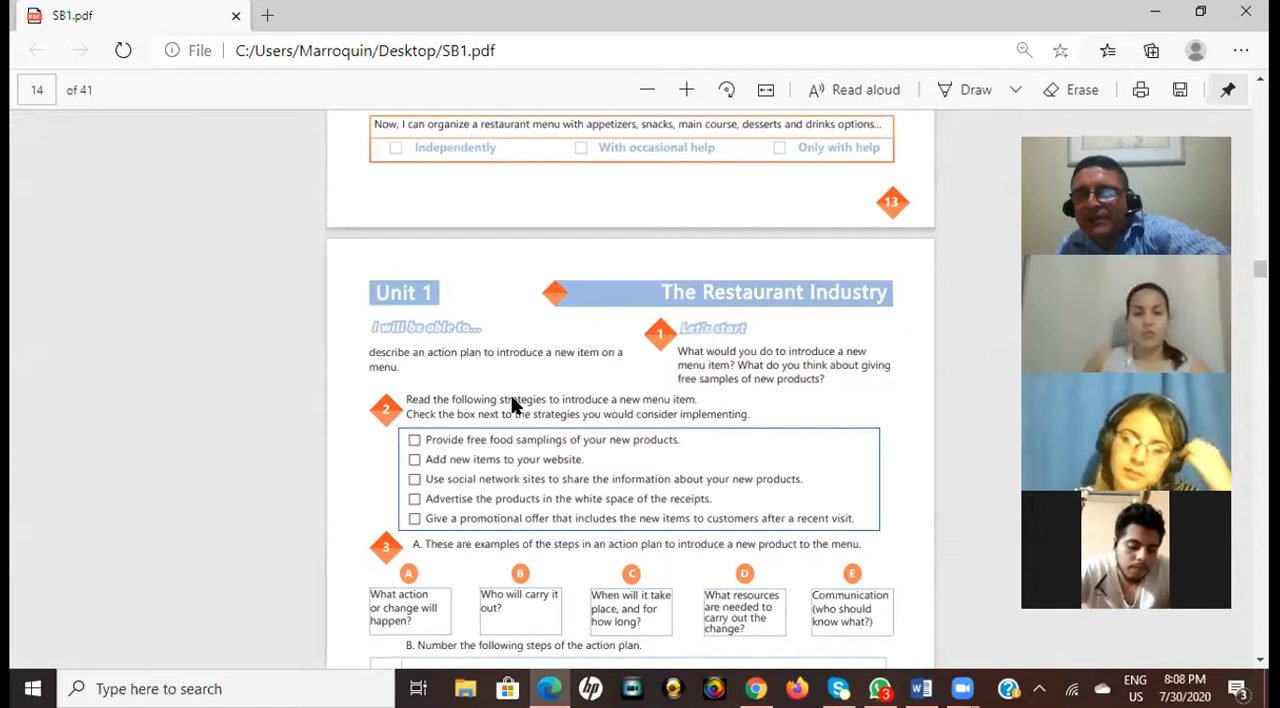 SB1.pdf
File
C:/Users/Marroquin/Desktop/SB1.pdf
14 of 41
Read aloud
Draw
Erase
Now, I can organize a restaurant menu with appetizers, snacks, main course, desserts and drinks options...
Independently
With occasional help
Only with help
13
Unit 1
The Restaurant Industry
I will be able to...
describe an action plan to introduce a new item on a
menu.
1
Let's start
What would you do to introduce a new
menu item? What do you think about giving
free samples of new products?
2
Read the following strategies to introduce a new menu item.
Check the box next to the strategies you would consider implementing.
Provide free food samplings of your new products.
Add new items to your website.
Use social network sites to share the information about your new products.
Advertise the products in the white space of the receipts.
Give a promotional offer that includes the new items to customers after a recent visit.
3
A. These are examples of the steps in an action plan to introduce a new product to the menu.
A
What action
or change will
happen?
B
Who will carry it
out?
C
When will it take
place, and for
how long?
D
What resources
are needed to
carry out the
change?
E
Communication
(who should
know what?)
B. Number the following steps of the action plan.
Type here to search
hp
3
ENG
US
8:08 PM
7/30/2020
3